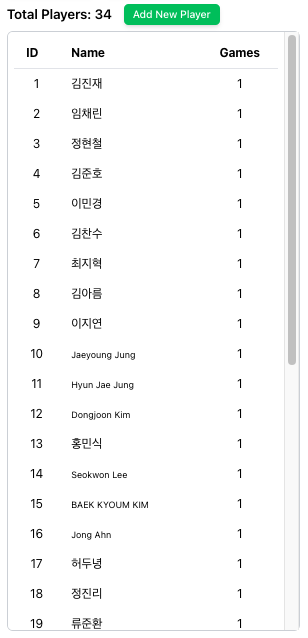 Total Players: 34 Add New Player
ID Name Games
1 김진재 1
2 임채린 1
3 정현철 1
4 김준호 1
5 이민경 1
6 김찬수 1
7 최지혁 1
8 김아름 1
9 이지연 1
10 Jaeyoung Jung 1
11 Hyun Jae Jung 1
12 Dongjoon Kim 1
13 홍민식 1
14 Seokwon Lee 1
15 BAEK KYOUM KIM 1
16 Jong Ahn 1
17 허두녕 1
18 정진리 1
19 류준환 1